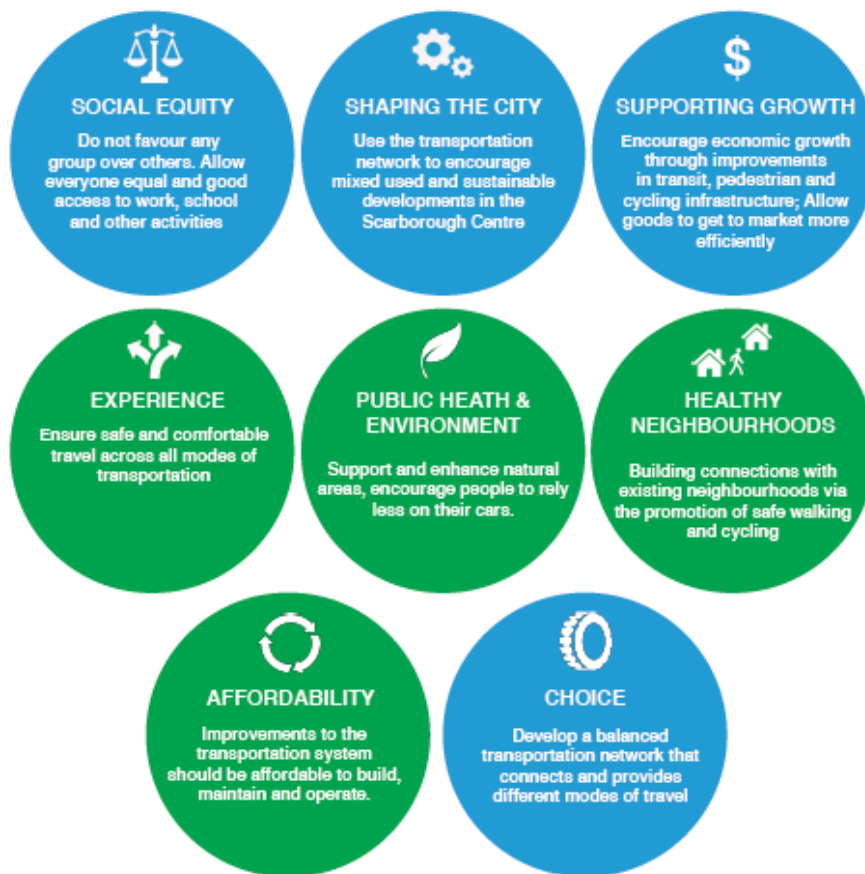 SOCIAL EQUITY
Do not favour any
group over others. Allow
everyone equal and good
access to work, school
and other activities
SHAPING THE CITY
Use the transportation
network to encourage
mixed used and sustainable
developments in the
Scarborough Centre
$
SUPPORTING GROWTH
Encourage economic growth
through improvements
in transit, pedestrian and
cycling infrastructure; Allow
goods to get to market more
efficiently
EXPERIENCE
Ensure safe and comfortable
travel across all modes of
transportation
PUBLIC HEATH &
ENVIRONMENT
Support and enhance natural
areas, encourage people to rely
less on their cars.
HEALTHY
NEIGHBOURHOODS
Building connections with
existing neighbourhoods via
the promotion of safe walking
and cycling
AFFORDABILITY
Improvements to the
transportation system
should be affordable to build,
maintain and operate.
CHOICE
Develop a balanced
transportation network that
connects and provides
different modes of travel